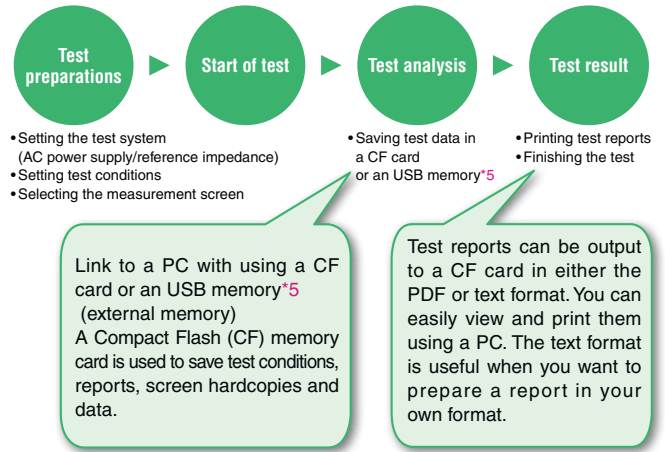 Test
preparations
Start of test
Test analysis
Test result
• Setting the test system
(AC power supply/reference impedance)
• Setting test conditions
• Selecting the measurement screen
• Saving test data in
a CF card
or an USB memory*5
• Printing test reports
• Finishing the test
Link to a PC with using a CF
card or an USB memory*5
(external memory)
A Compact Flash (CF) memory
card is used to save test conditions,
reports, screen hardcopies and
data.
Test reports can be output
to a CF card in either the
PDF or text format. You can
easily view and print them
using a PC. The text format
is useful when you want to
prepare a report in your
own format.